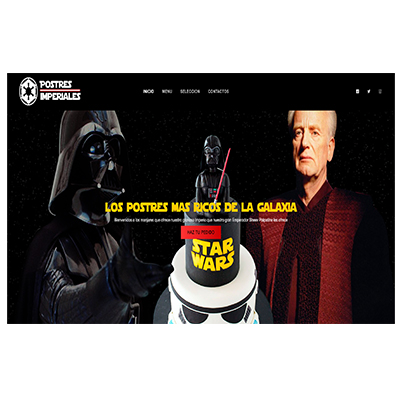 POSTRES
IMPERIALES
INICIO MENU SELECCION CONTACTOS
LOS POSTRES MAS RICOS DE LA GALAXIA
Bienvenidos a los manjares que ofrece nuestro glorioso imperio que nuestro gran Emperador Sheev Palpatine les ofrece
HAZ TU PEDIDO
STAR
WARS